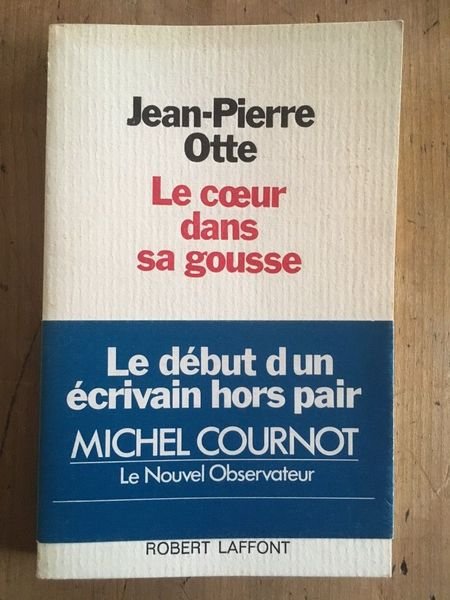 Jean-Pierre
Otte
Le cœur
dans
sa gousse
Le début d'un
écrivain hors pair
MICHEL COURNOT
Le Nouvel Observateur
ROBERT LAFFONT